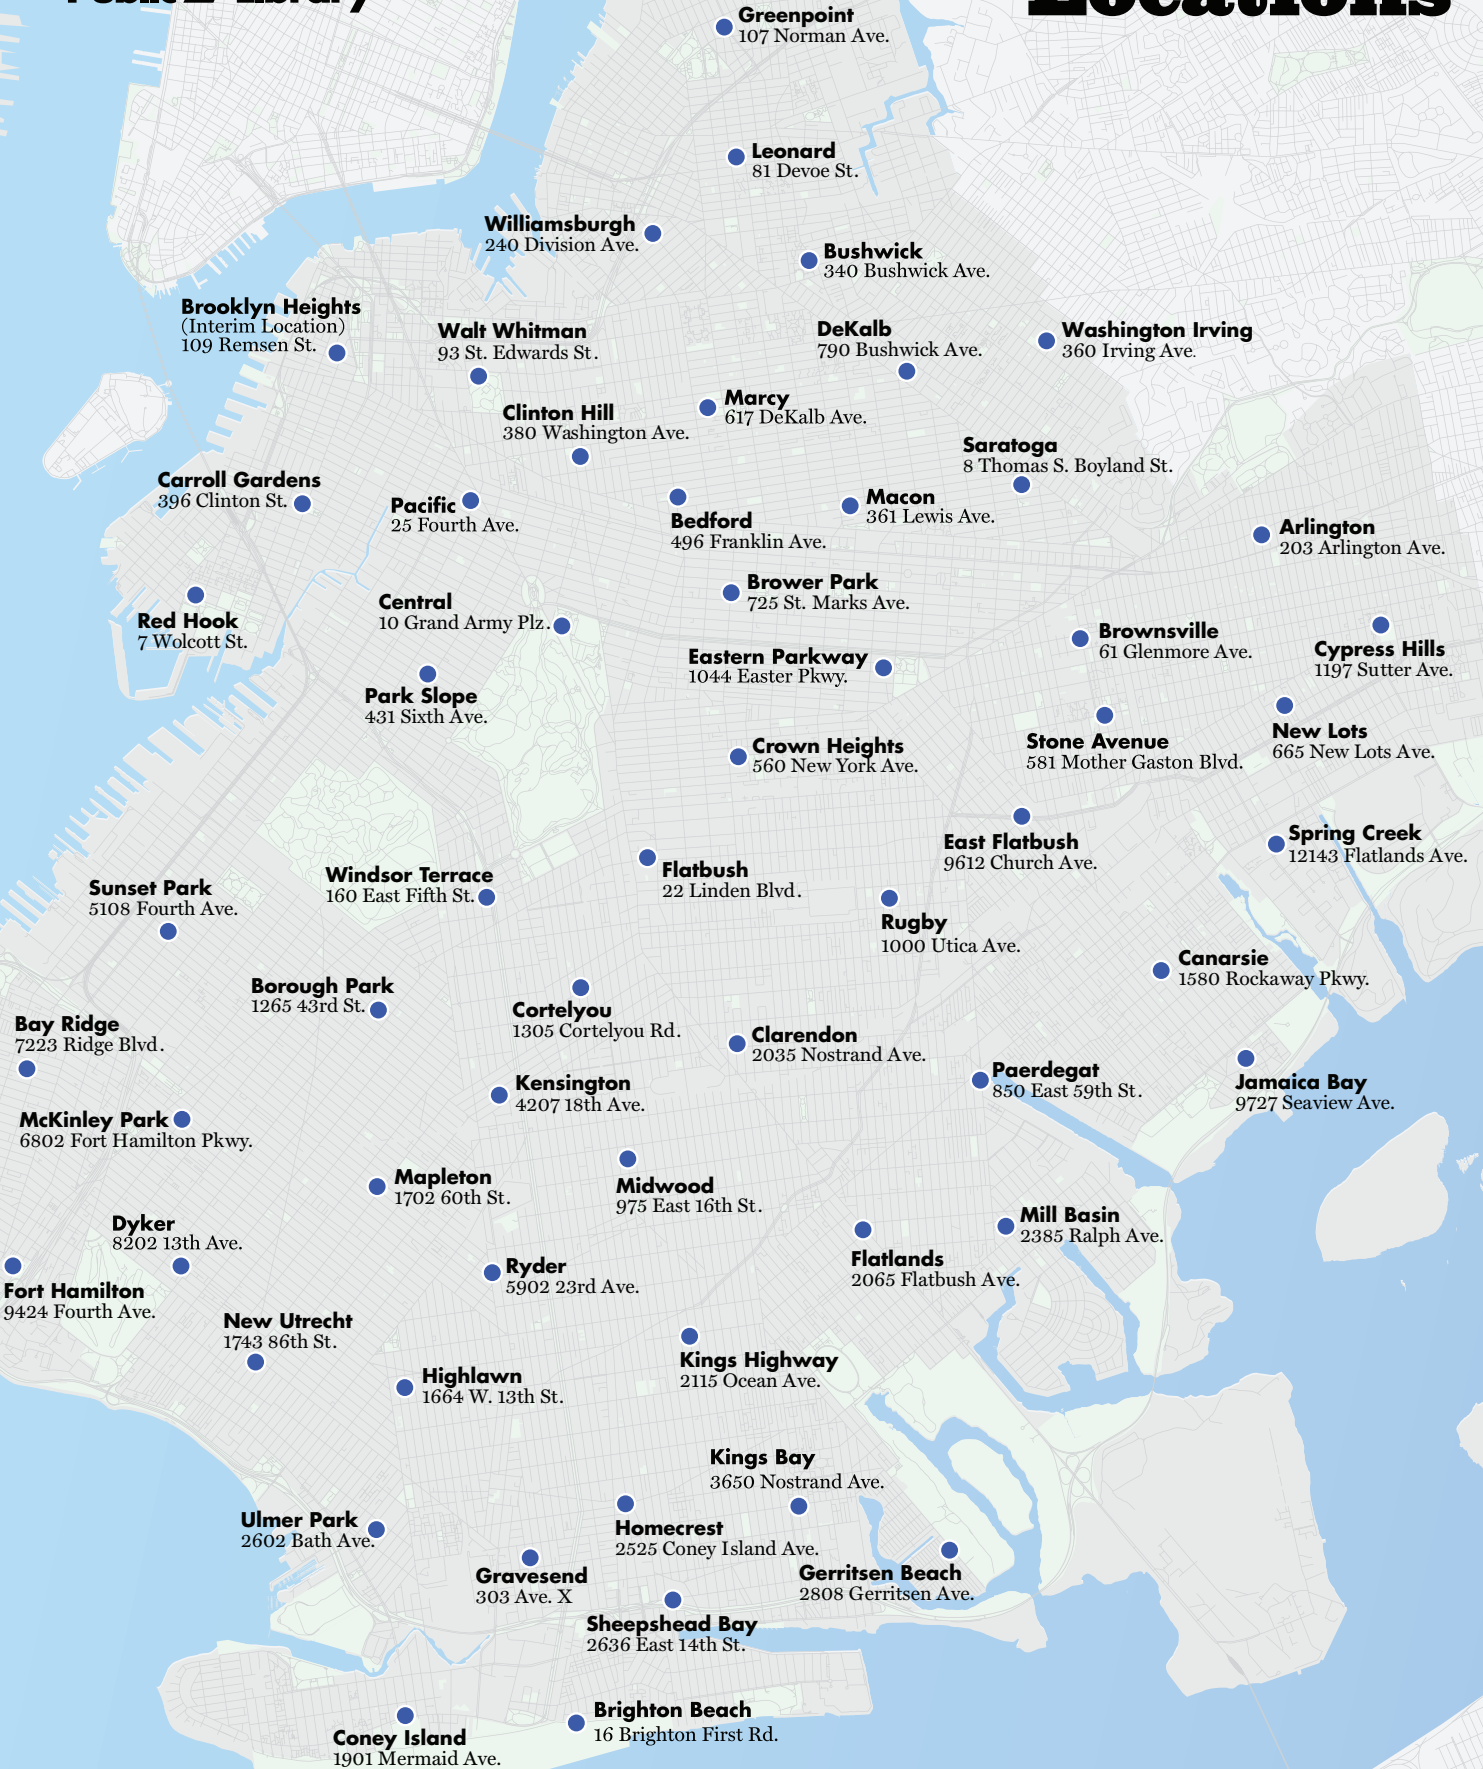 Public Library
Locations
Greenpoint
107 Norman Ave.
Leonard
81 Devoe St.
Williamsburgh
240 Division Ave.
Bushwick
340 Bushwick Ave.
Brooklyn Heights
(Interim Location)
109 Remsen St.
Walt Whitman
93 St. Edwards St.
DeKalb
790 Bushwick Ave.
Washington Irving
360 Irving Ave.
Marcy
617 DeKalb Ave.
Clinton Hill
380 Washington Ave.
Saratoga
8 Thomas S. Boyland St.
Carroll Gardens
396 Clinton St.
Pacific
25 Fourth Ave.
Bedford
496 Franklin Ave.
Macon
361 Lewis Ave.
Arlington
203 Arlington Ave.
Brower Park
725 St. Marks Ave.
Central
10 Grand Army Plz.
Red Hook
7 Wolcott St.
Brownsville
61 Glenmore Ave.
Cypress Hills
1197 Sutter Ave.
Eastern Parkway
1044 Easter Pkwy.
Park Slope
431 Sixth Ave.
New Lots
665 New Lots Ave.
Stone Avenue
581 Mother Gaston Blvd.
Crown Heights
560 New York Ave.
East Flatbush
9612 Church Ave.
Spring Creek
12143 Flatlands Ave.
Flatbush
22 Linden Blvd.
Windsor Terrace
160 East Fifth St.
Sunset Park
5108 Fourth Ave.
Rugby
1000 Utica Ave.
Canarsie
1580 Rockaway Pkwy.
Borough Park
1265 43rd St.
Cortelyou
1305 Cortelyou Rd.
Bay Ridge
7223 Ridge Blvd.
Clarendon
2035 Nostrand Ave.
Paerdegat
850 East 59th St.
Jamaica Bay
9727 Seaview Ave.
Kensington
4207 18th Ave.
McKinley Park
6802 Fort Hamilton Pkwy.
Mapleton
1702 60th St.
Midwood
975 East 16th St.
Mill Basin
2385 Ralph Ave.
Dyker
8202 13th Ave.
Flatlands
2065 Flatbush Ave.
Ryder
5902 23rd Ave.
Fort Hamilton
9424 Fourth Ave.
New Utrecht
1743 86th St.
Kings Highway
2115 Ocean Ave.
Highlawn
1664 W. 13th St.
Kings Bay
3650 Nostrand Ave.
Ulmer Park
2602 Bath Ave.
Homecrest
2525 Coney Island Ave.
Gravesend
303 Ave. X
Gerritsen Beach
2808 Gerritsen Ave.
Sheepshead Bay
2636 East 14th St.
Brighton Beach
16 Brighton First Rd.
Coney Island
1901 Mermaid Ave.